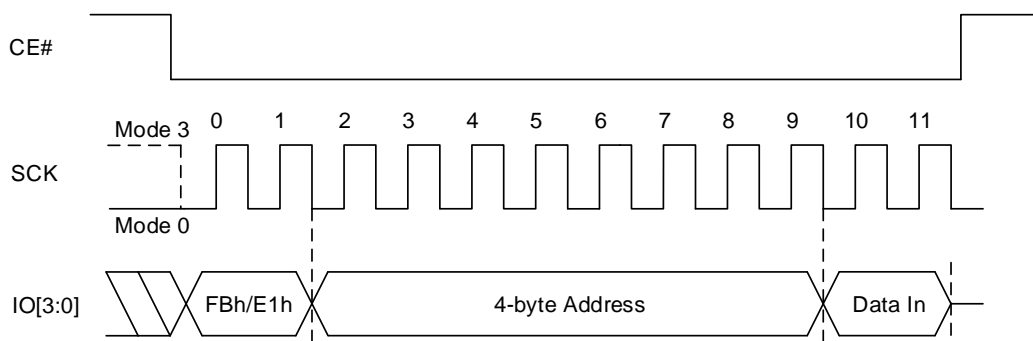 CE#
Mode 3 0 1 2 3 4 5 6 7 8 9 10 11
SCK
Mode 0
IO[3:0] FBh/E1h 4-byte Address Data In